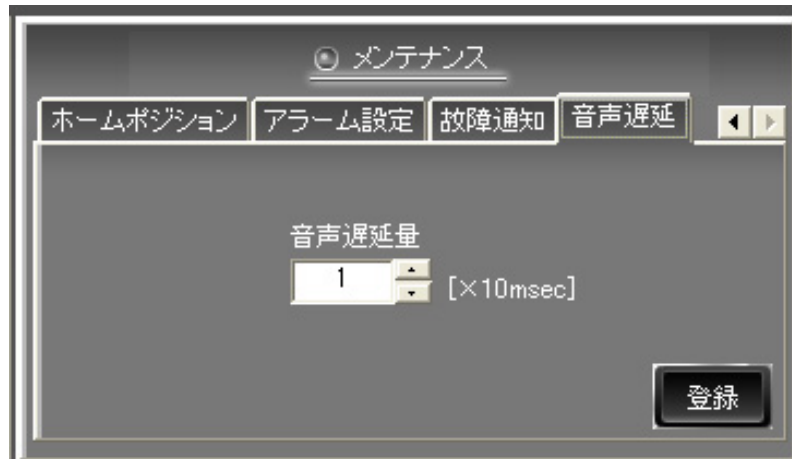 メンテナンス
ホームポジション アラーム設定 故障通知 音声遅延
音声遅延量
1 [×10msec]
登録